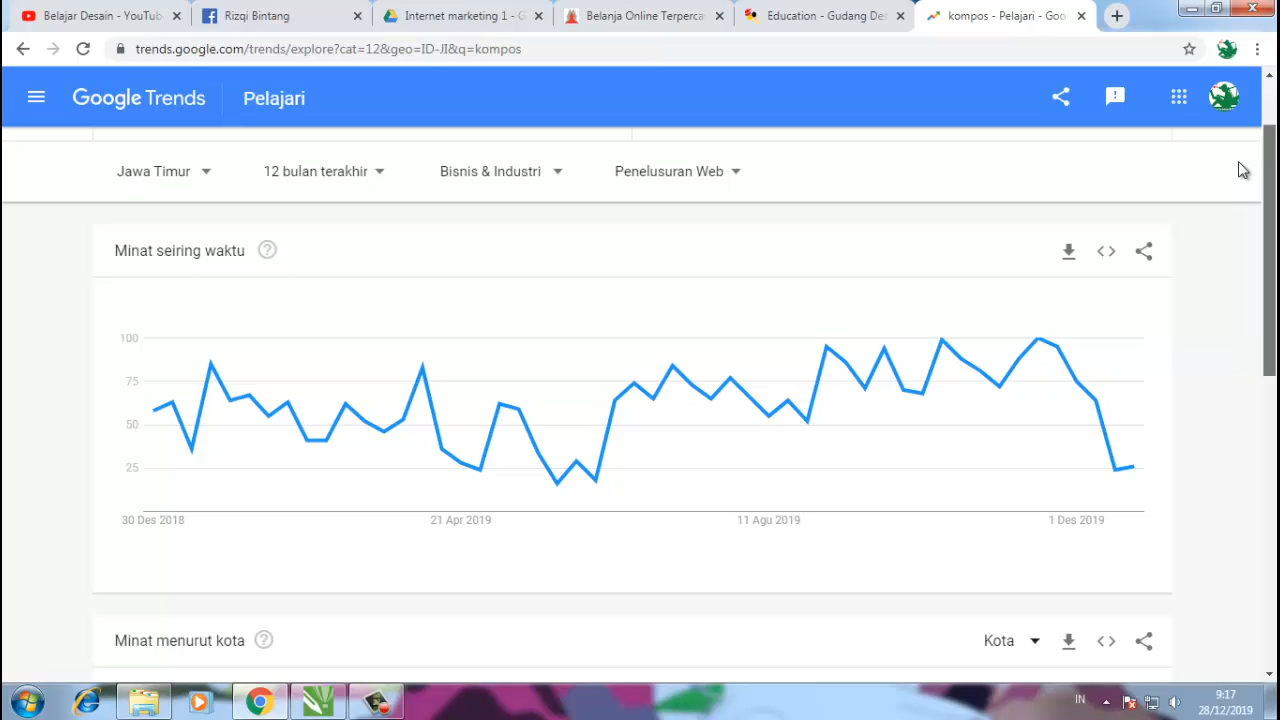 Belajar Desain - YouTub
Rizqi Bintang
Internet marketing 1 - G
Belanja Online Terperca
Education - Gudang Des
kompos - Pelajari - Goo
trends.google.com/trends/explore?cat=12&geo=ID-JI&q=kompos
Google Trends
Pelajari
Jawa Timur
12 bulan terakhir
Bisnis & Industri
Penelusuran Web
Minat seiring waktu
100
75
50
25
30 Des 2018
21 Apr 2019
11 Agu 2019
1 Des 2019
Minat menurut kota
Kota
IN
9:17
28/12/2019